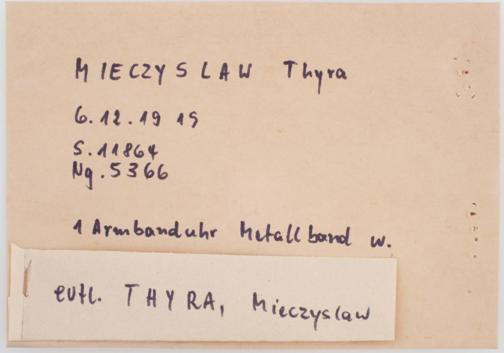 MIECZYSLAW Thyra
6.12.1919
S.11864
Ng.5366
1 Armbanduhr Metallband w.
evtl. THYRA, Mieczyslaw